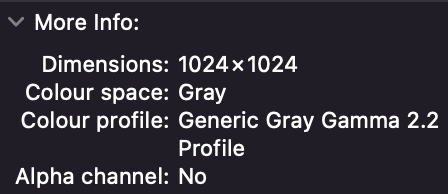 More Info:
Dimensions: 1024×1024
Colour space: Gray
Colour profile: Generic Gray Gamma 2.2
Profile
Alpha channel: No